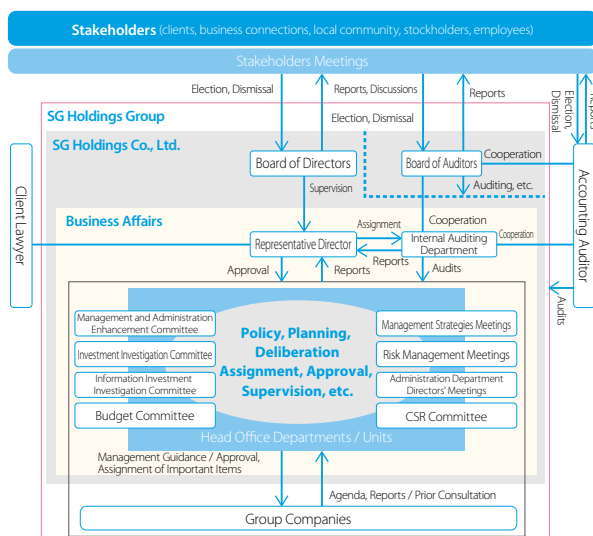 Stakeholders (clients, business connections, local community, stockholders, employees)
Stakeholders Meetings
Election, Dismissal
Reports, Discussions
Reports
Election,
Dismissal
Reports
SG Holdings Group
Election, Dismissal
SG Holdings Co., Ltd.
Board of Directors
Board of Auditors
Cooperation
Auditing, etc.
Supervision
Client Lawyer
Accounting Auditor
Business Affairs
Assignment
Cooperation
Representative Director
Internal Auditing
Department
Cooperation
Reports
Approval
Reports
Audits
Audits
Management and Administration
Enhancement Committee
Investment Investigation Committee
Information Investment
Investigation Committee
Budget Committee
Policy, Planning,
Deliberation
Assignment, Approval,
Supervision, etc.
Management Strategies Meetings
Risk Management Meetings
Administration Department
Directors' Meetings
CSR Committee
Head Office Departments / Units
Management Guidance / Approval,
Assignment of Important Items
Agenda, Reports / Prior Consultation
Group Companies